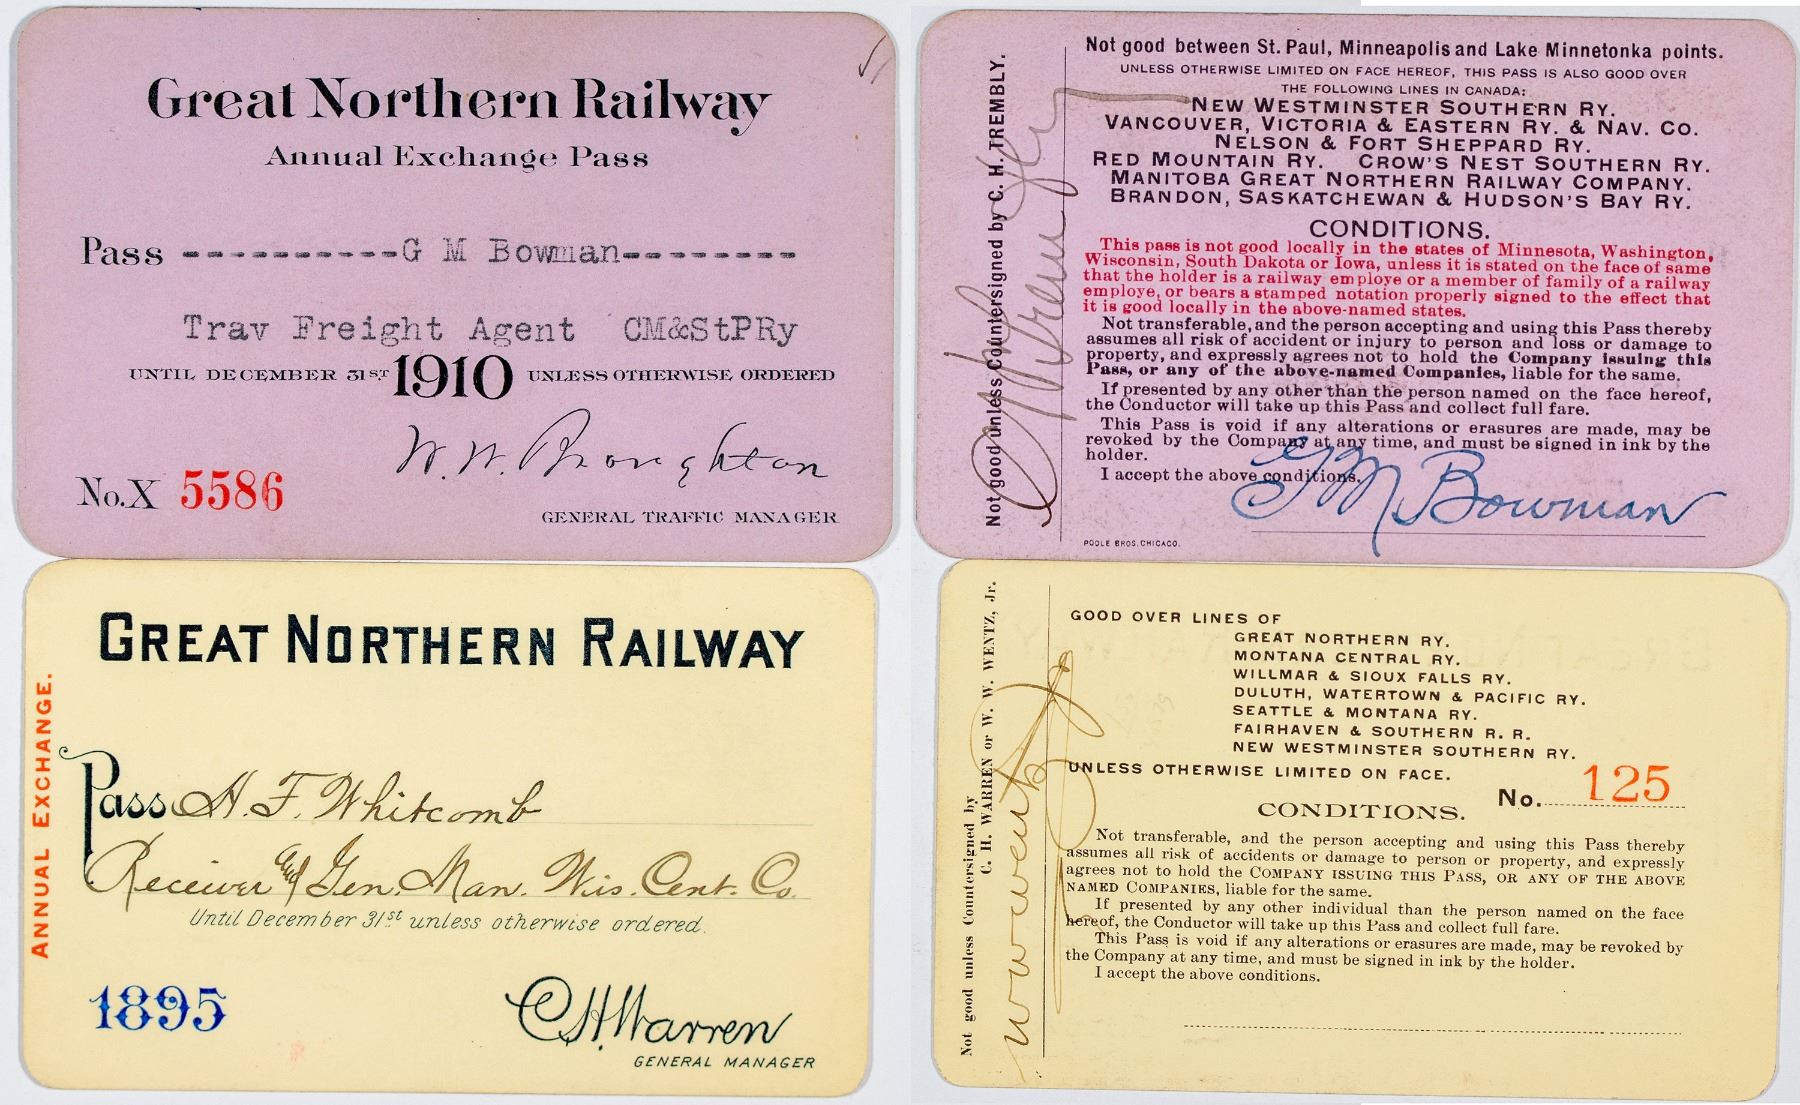 Great Northern Railway
Annual Exchange Pass
Pass -----------G M Bowman---------
Trav Freight Agent CM&StPRy
UNTIL DECEMBER 31ST 1910 UNLESS OTHERWISE ORDERED
W. W. Broughton
No.X 5586
GENERAL TRAFFIC MANAGER
Not good unless Countersigned by C. H. TREMBLY.
Not good between St. Paul, Minneapolis and Lake Minnetonka points.
UNLESS OTHERWISE LIMITED ON FACE HEREOF, THIS PASS IS ALSO GOOD OVER
THE FOLLOWING LINES IN CANADA:
NEW WESTMINSTER SOUTHERN RY.
VANCOUVER, VICTORIA & EASTERN RY. & NAV. CO.
NELSON & FORT SHEPPARD RY.
RED MOUNTAIN RY. CROW'S NEST SOUTHERN RY.
MANITOBA GREAT NORTHERN RAILWAY COMPANY.
BRANDON, SASKATCHEWAN & HUDSON'S BAY RY.
CONDITIONS.
This pass is not good locally in the states of Minnesota, Washington,
Wisconsin, South Dakota or Iowa, unless it is stated on the face of same
that the holder is a railway employe or a member of family of a railway
employe, or bears a stamped notation properly signed to the effect that
it is good locally in the above-named states.
Not transferable, and the person accepting and using this Pass thereby
assumes all risk of accident or injury to person and loss or damage to
property, and expressly agrees not to hold the Company issuing this
Pass, or any of the above-named Companies, liable for the same.
If presented by any other than the person named on the face hereof,
the Conductor will take up this Pass and collect full fare.
This Pass is void if any alterations or erasures are made, may be
revoked by the Company at any time, and must be signed in ink by the
holder.
I accept the above conditions.
G M Bowman
POOLE BROS. CHICAGO.
GREAT NORTHERN RAILWAY
ANNUAL EXCHANGE.
Pass H. F. Whitcomb
Receiver & Gen. Man. Wis. Cent. Co.
Until December 31st unless otherwise ordered.
1895
C.H. Warren
GENERAL MANAGER
Not good unless Countersigned by
C. H. WARREN or W. W. WENTZ, Jr.
W W Wentz Jr
GOOD OVER LINES OF
GREAT NORTHERN RY.
MONTANA CENTRAL RY.
WILLMAR & SIOUX FALLS RY.
DULUTH, WATERTOWN & PACIFIC RY.
SEATTLE & MONTANA RY.
FAIRHAVEN & SOUTHERN R. R.
NEW WESTMINSTER SOUTHERN RY.
UNLESS OTHERWISE LIMITED ON FACE.
No. 125
CONDITIONS.
Not transferable, and the person accepting and using this Pass thereby
assumes all risk of accidents or damage to person or property, and expressly
agrees not to hold the COMPANY ISSUING THIS PASS, OR ANY OF THE ABOVE
NAMED COMPANIES, liable for the same.
If presented by any other individual than the person named on the face
hereof, the Conductor will take up this Pass and collect full fare.
This Pass is void if any alterations or erasures are made, may be revoked by
the Company at any time, and must be signed in ink by the holder.
I accept the above conditions.